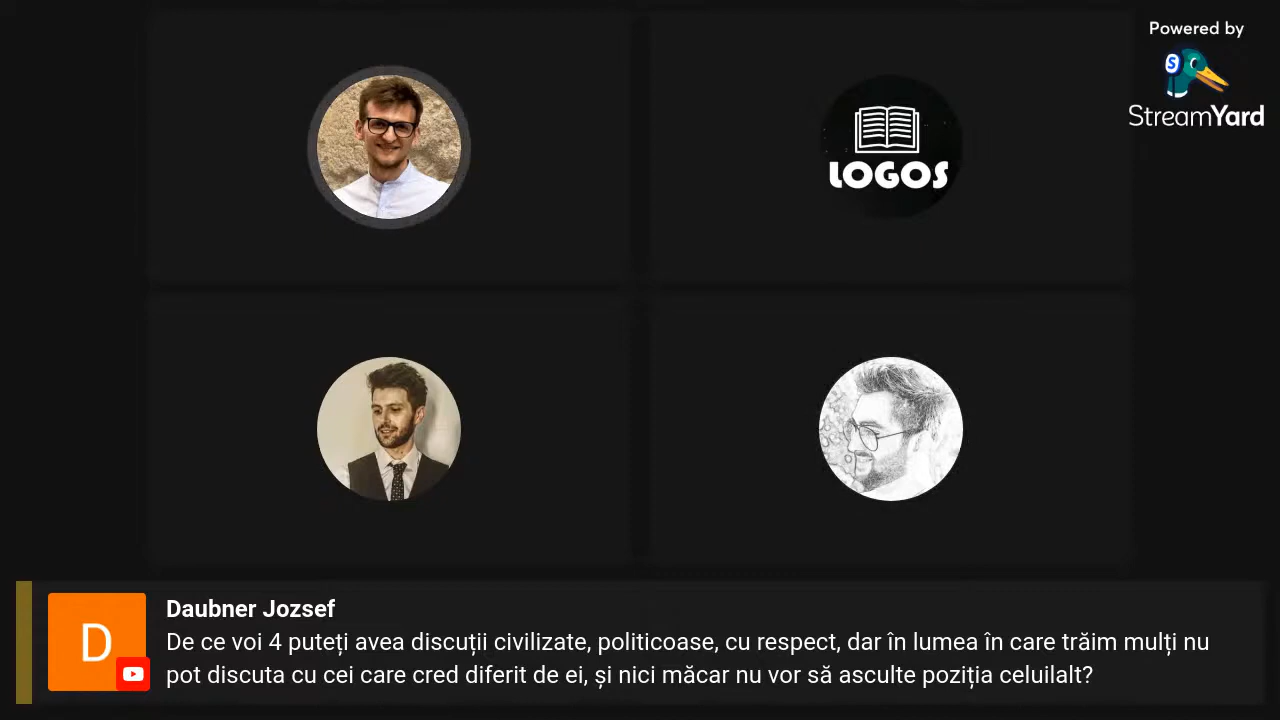 Powered by
StreamYard
LOGOS
D
Daubner Jozsef
De ce voi 4 puteți avea discuții civilizate, politicoase, cu respect, dar în lumea în care trăim mulți nu
pot discuta cu cei care cred diferit de ei, și nici măcar nu vor să asculte poziția celuilalt?